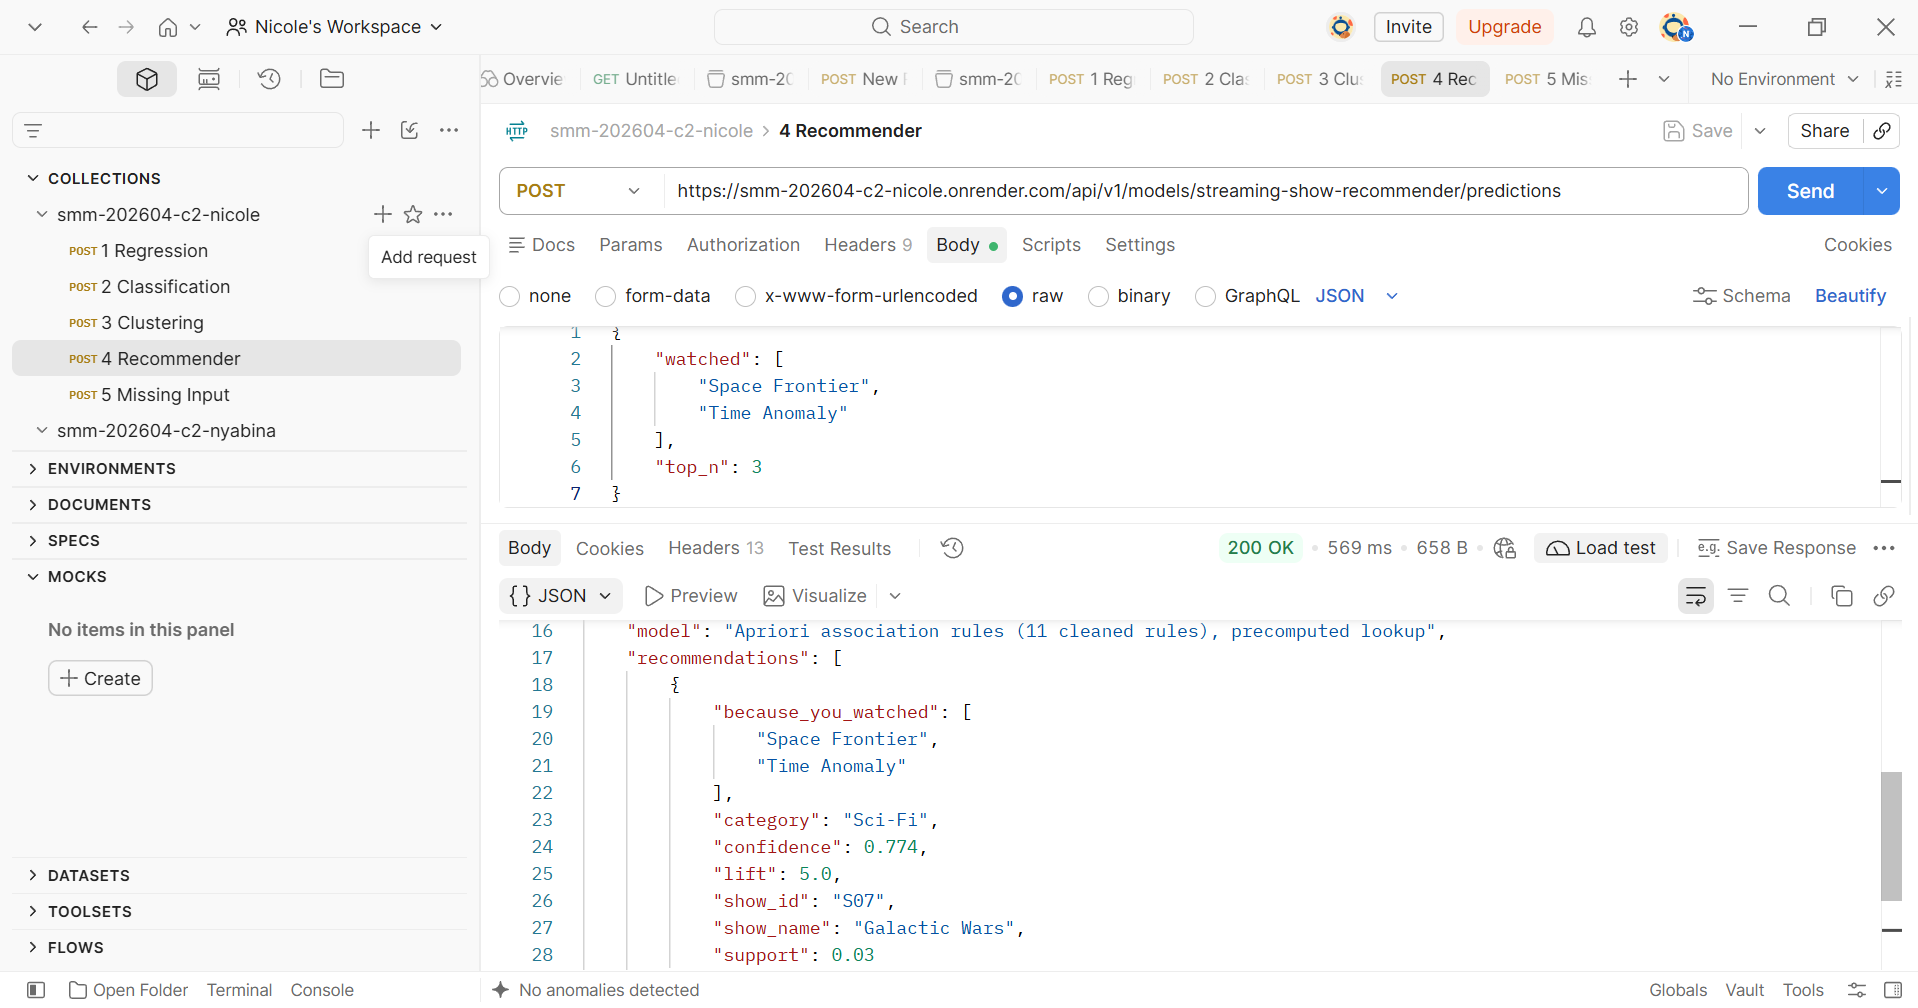 Nicole's Workspace
Search
Invite
Upgrade
N
Overvie
GET Untitle
smm-20
POST New
smm-20
POST 1 Reg
POST 2 Cla
POST 3 Clu
POST 4 Rec
POST 5 Mis
No Environment
COLLECTIONS
smm-202604-c2-nicole
POST 1 Regression
POST 2 Classification
POST 3 Clustering
POST 4 Recommender
POST 5 Missing Input
smm-202604-c2-nyabina
Add request
ENVIRONMENTS
DOCUMENTS
SPECS
MOCKS
No items in this panel
Create
DATASETS
TOOLSETS
FLOWS
HTTP smm-202604-c2-nicole > 4 Recommender
Save
Share
POST
https://smm-202604-c2-nicole.onrender.com/api/v1/models/streaming-show-recommender/predictions
Send
Docs Params Authorization Headers 9 Body Scripts Settings Cookies
none form-data x-www-form-urlencoded raw binary GraphQL JSON Schema Beautify
1 {
2 "watched": [
3 "Space Frontier",
4 "Time Anomaly"
5 ],
6 "top_n": 3
7 }
Body Cookies Headers 13 Test Results 200 OK • 569 ms • 658 B • Load test e.g. Save Response
{} JSON Preview Visualize
16 "model": "Apriori association rules (11 cleaned rules), precomputed lookup",
17 "recommendations": [
18 {
19 "because_you_watched": [
20 "Space Frontier",
21 "Time Anomaly"
22 ],
23 "category": "Sci-Fi",
24 "confidence": 0.774,
25 "lift": 5.0,
26 "show_id": "S07",
27 "show_name": "Galactic Wars",
28 "support": 0.03
Open Folder Terminal Console
No anomalies detected
Globals Vault Tools